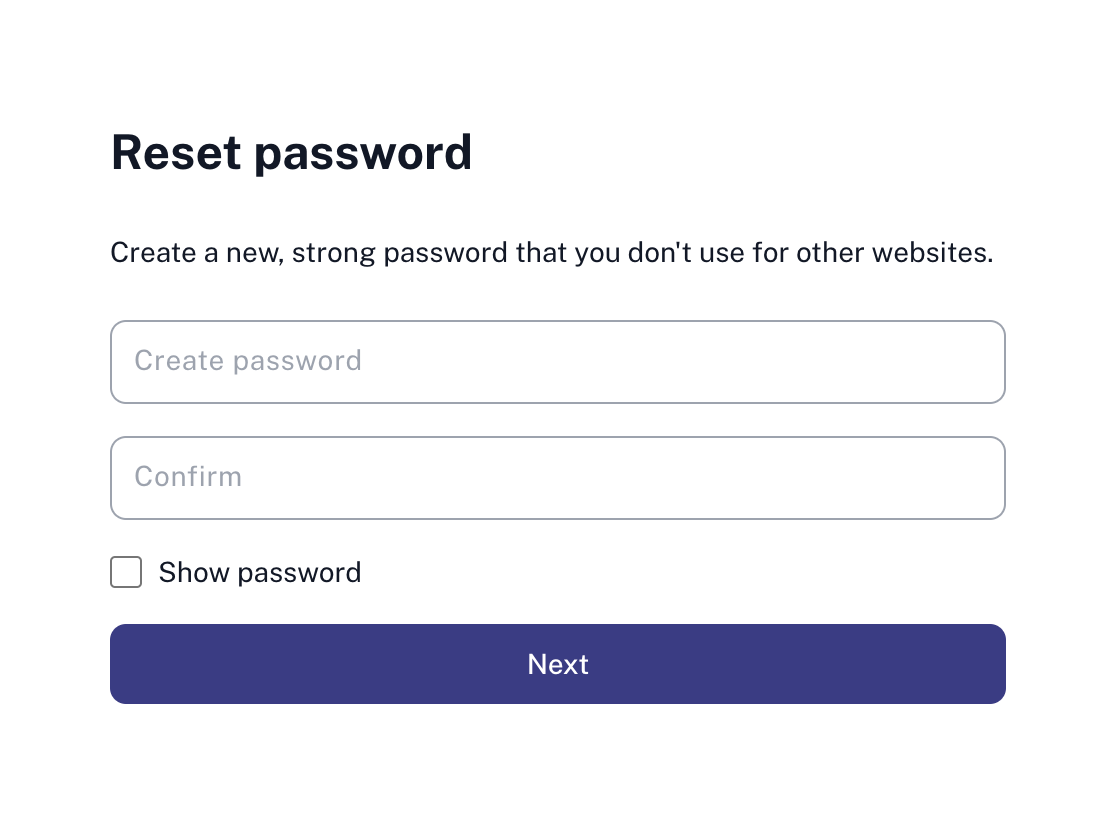 Reset password
Create a new, strong password that you don't use for other websites.
Create password
Confirm
Show password
Next